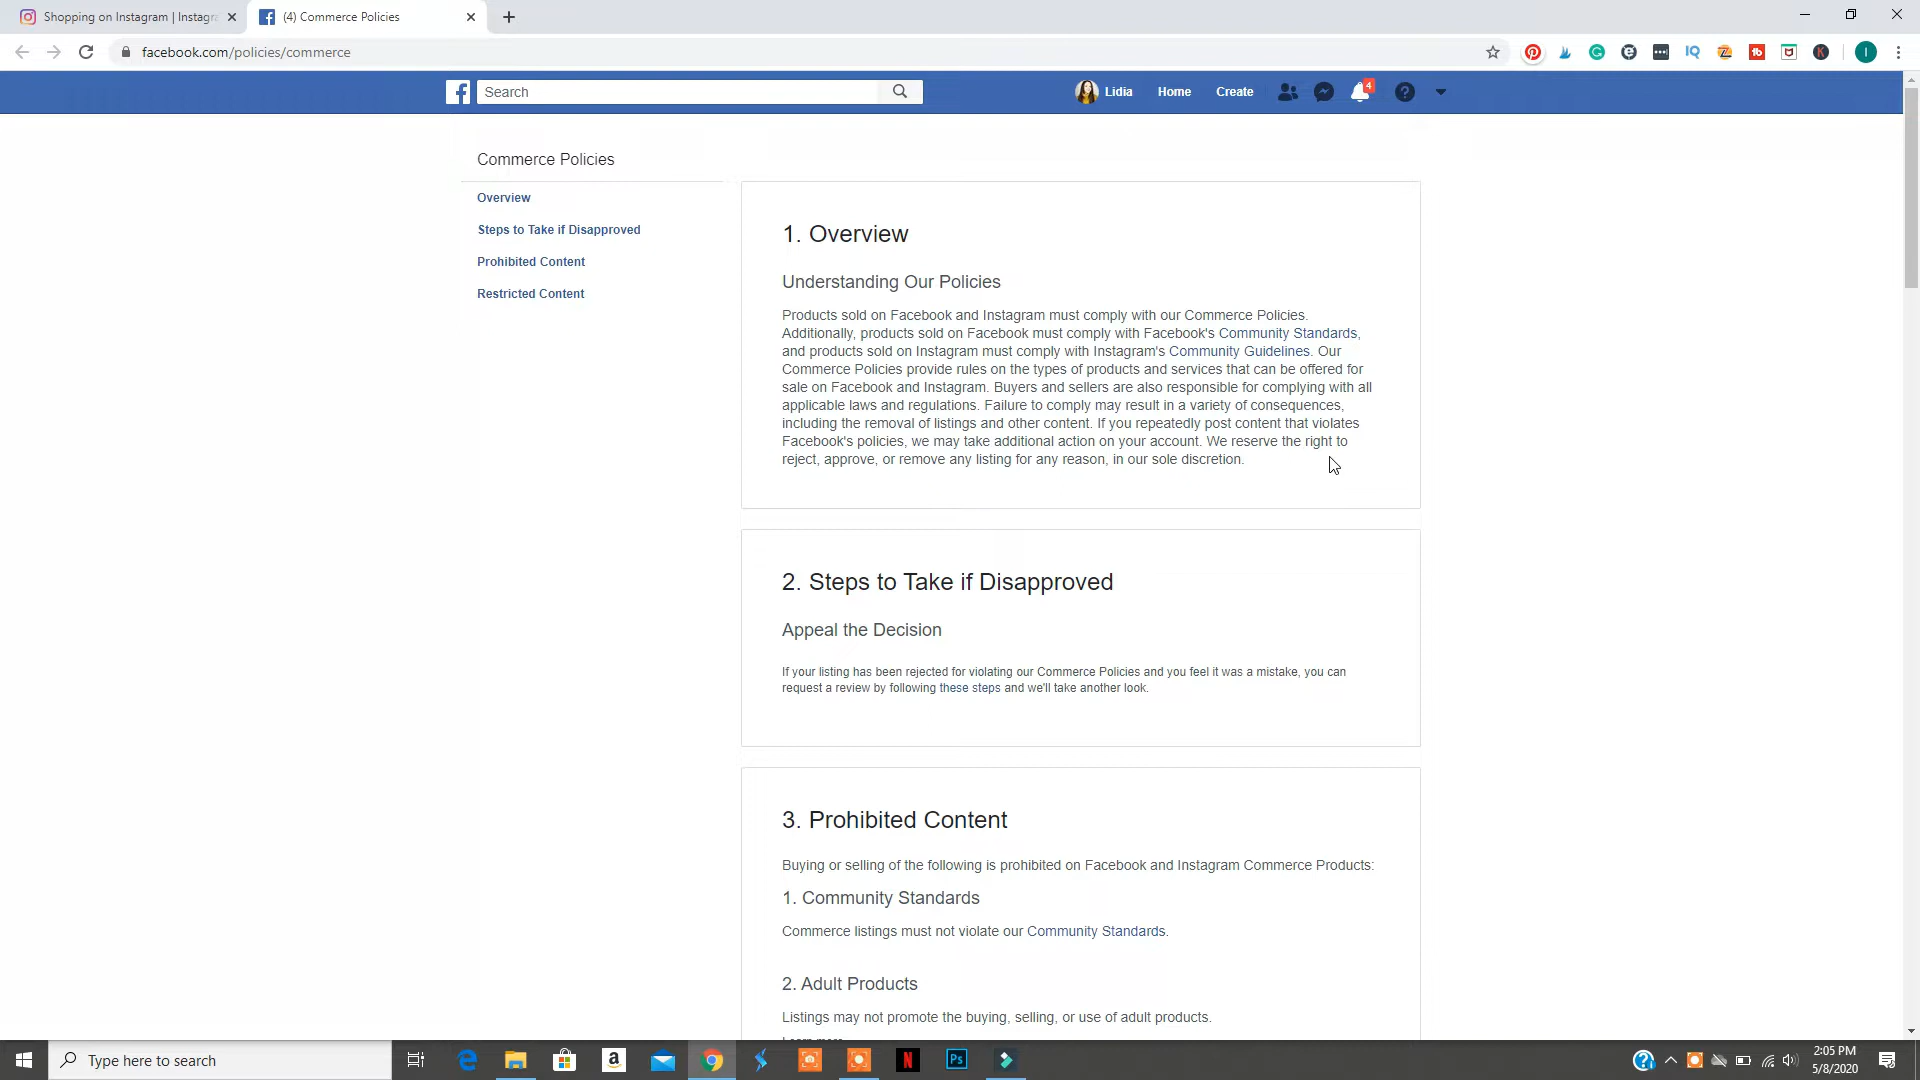 Shopping on Instagram | Instagra
(4) Commerce Policies
facebook.com/policies/commerce
Search
Lidia
Home
Create
4
Commerce Policies
Overview
Steps to Take if Disapproved
Prohibited Content
Restricted Content
1. Overview
Understanding Our Policies
Products sold on Facebook and Instagram must comply with our Commerce Policies.
Additionally, products sold on Facebook must comply with Facebook's Community Standards,
and products sold on Instagram must comply with Instagram's Community Guidelines. Our
Commerce Policies provide rules on the types of products and services that can be offered for
sale on Facebook and Instagram. Buyers and sellers are also responsible for complying with all
applicable laws and regulations. Failure to comply may result in a variety of consequences,
including the removal of listings and other content. If you repeatedly post content that violates
Facebook's policies, we may take additional action on your account. We reserve the right to
reject, approve, or remove any listing for any reason, in our sole discretion.
2. Steps to Take if Disapproved
Appeal the Decision
If your listing has been rejected for violating our Commerce Policies and you feel it was a mistake, you can
request a review by following these steps and we'll take another look.
3. Prohibited Content
Buying or selling of the following is prohibited on Facebook and Instagram Commerce Products:
1. Community Standards
Commerce listings must not violate our Community Standards.
2. Adult Products
Listings may not promote the buying, selling, or use of adult products.
Type here to search
2:05 PM
5/8/2020